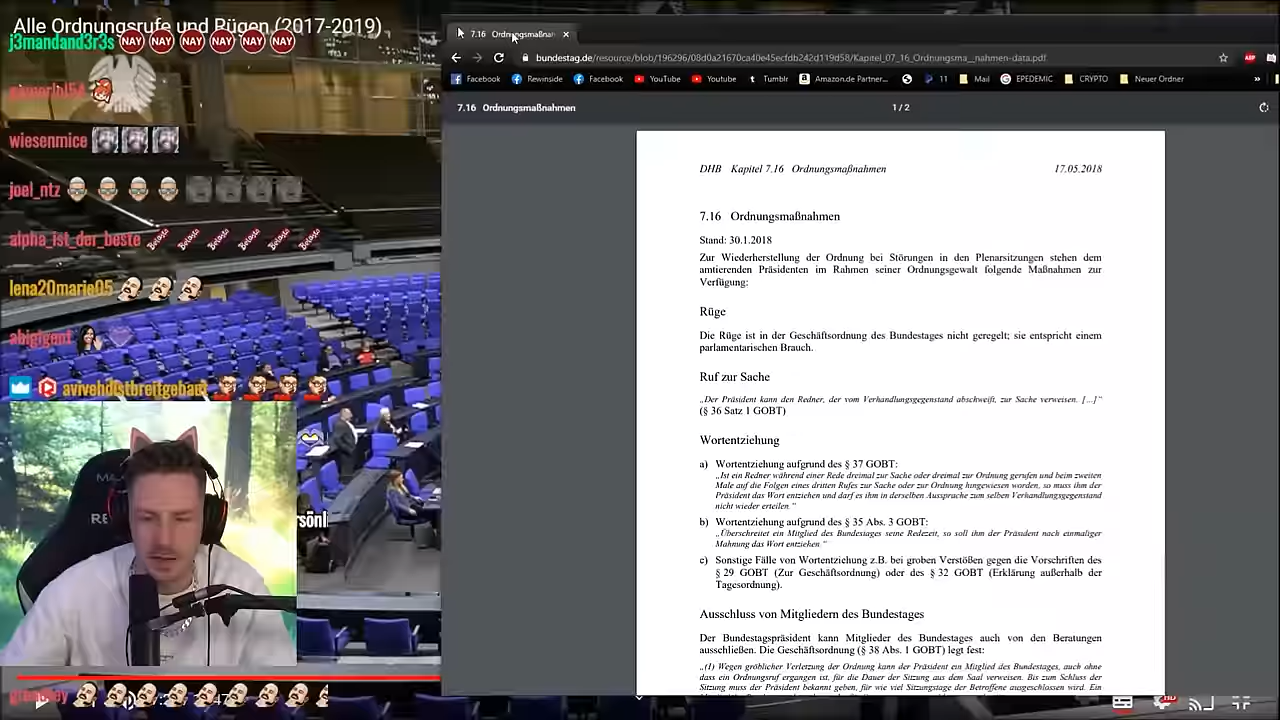 Alle Ordnungsrufe und Rügen (2017-2019)
j3mandand3r3s NAY NAY NAY NAY NAY NAY
wiesenmice
joel_ntz
alpha_ist_der_beste
lena20marie05
abigigent
RE
7.16 Ordnungsmaßnah
bundestag.de/resource/blob/196296/08d0a21670ca40e45ecfdb242d119d58/Kapitel_07_16_Ordnungsma__nahmen-data.pdf
ABP
Facebook Rewinside Facebook YouTube Youtube Tumblr Amazon.de Partner... 11 Mail EPEDEMIC CRYPTO Neuer Ordner
7.16 Ordnungsmaßnahmen 1 / 2
DHB Kapitel 7.16 Ordnungsmaßnahmen 17.05.2018
7.16 Ordnungsmaßnahmen
Stand: 30.1.2018
Zur Wiederherstellung der Ordnung bei Störungen in den Plenarsitzungen stehen dem
amtierenden Präsidenten im Rahmen seiner Ordnungsgewalt folgende Maßnahmen zur
Verfügung:
Rüge
Die Rüge ist in der Geschäftsordnung des Bundestages nicht geregelt; sie entspricht einem
parlamentarischen Brauch.
Ruf zur Sache
„Der Präsident kann den Redner, der vom Verhandlungsgegenstand abschweift, zur Sache verweisen. [...]“
(§ 36 Satz 1 GOBT)
Wortentziehung
a) Wortentziehung aufgrund des § 37 GOBT:
„Ist ein Redner während einer Rede dreimal zur Sache oder dreimal zur Ordnung gerufen und beim zweiten
Male auf die Folgen eines dritten Rufes zur Sache oder zur Ordnung hingewiesen worden, so muss ihm der
Präsident das Wort entziehen und darf es ihm in derselben Aussprache zum selben Verhandlungsgegenstand
nicht wieder erteilen.“
b) Wortentziehung aufgrund des § 35 Abs. 3 GOBT:
„Überschreitet ein Mitglied des Bundestages seine Redezeit, so soll ihm der Präsident nach einmaliger
Mahnung das Wort entziehen.“
c) Sonstige Fälle von Wortentziehung z.B. bei groben Verstößen gegen die Vorschriften des
§ 29 GOBT (Zur Geschäftsordnung) oder des § 32 GOBT (Erklärung außerhalb der
Tagesordnung).
Ausschluss von Mitgliedern des Bundestages
Der Bundestagspräsident kann Mitglieder des Bundestages auch von den Beratungen
ausschließen. Die Geschäftsordnung (§ 38 Abs. 1 GOBT) legt fest:
„(1) Wegen gröblicher Verletzung der Ordnung kann der Präsident ein Mitglied des Bundestages, auch ohne
dass ein Ordnungsruf ergangen ist, für die Dauer der Sitzung aus dem Saal verweisen. Bis zum Schluss der
Sitzung muss der Präsident bekannt geben, für wie viel Sitzungstage der Betroffene ausgeschlossen wird. Ein
HD